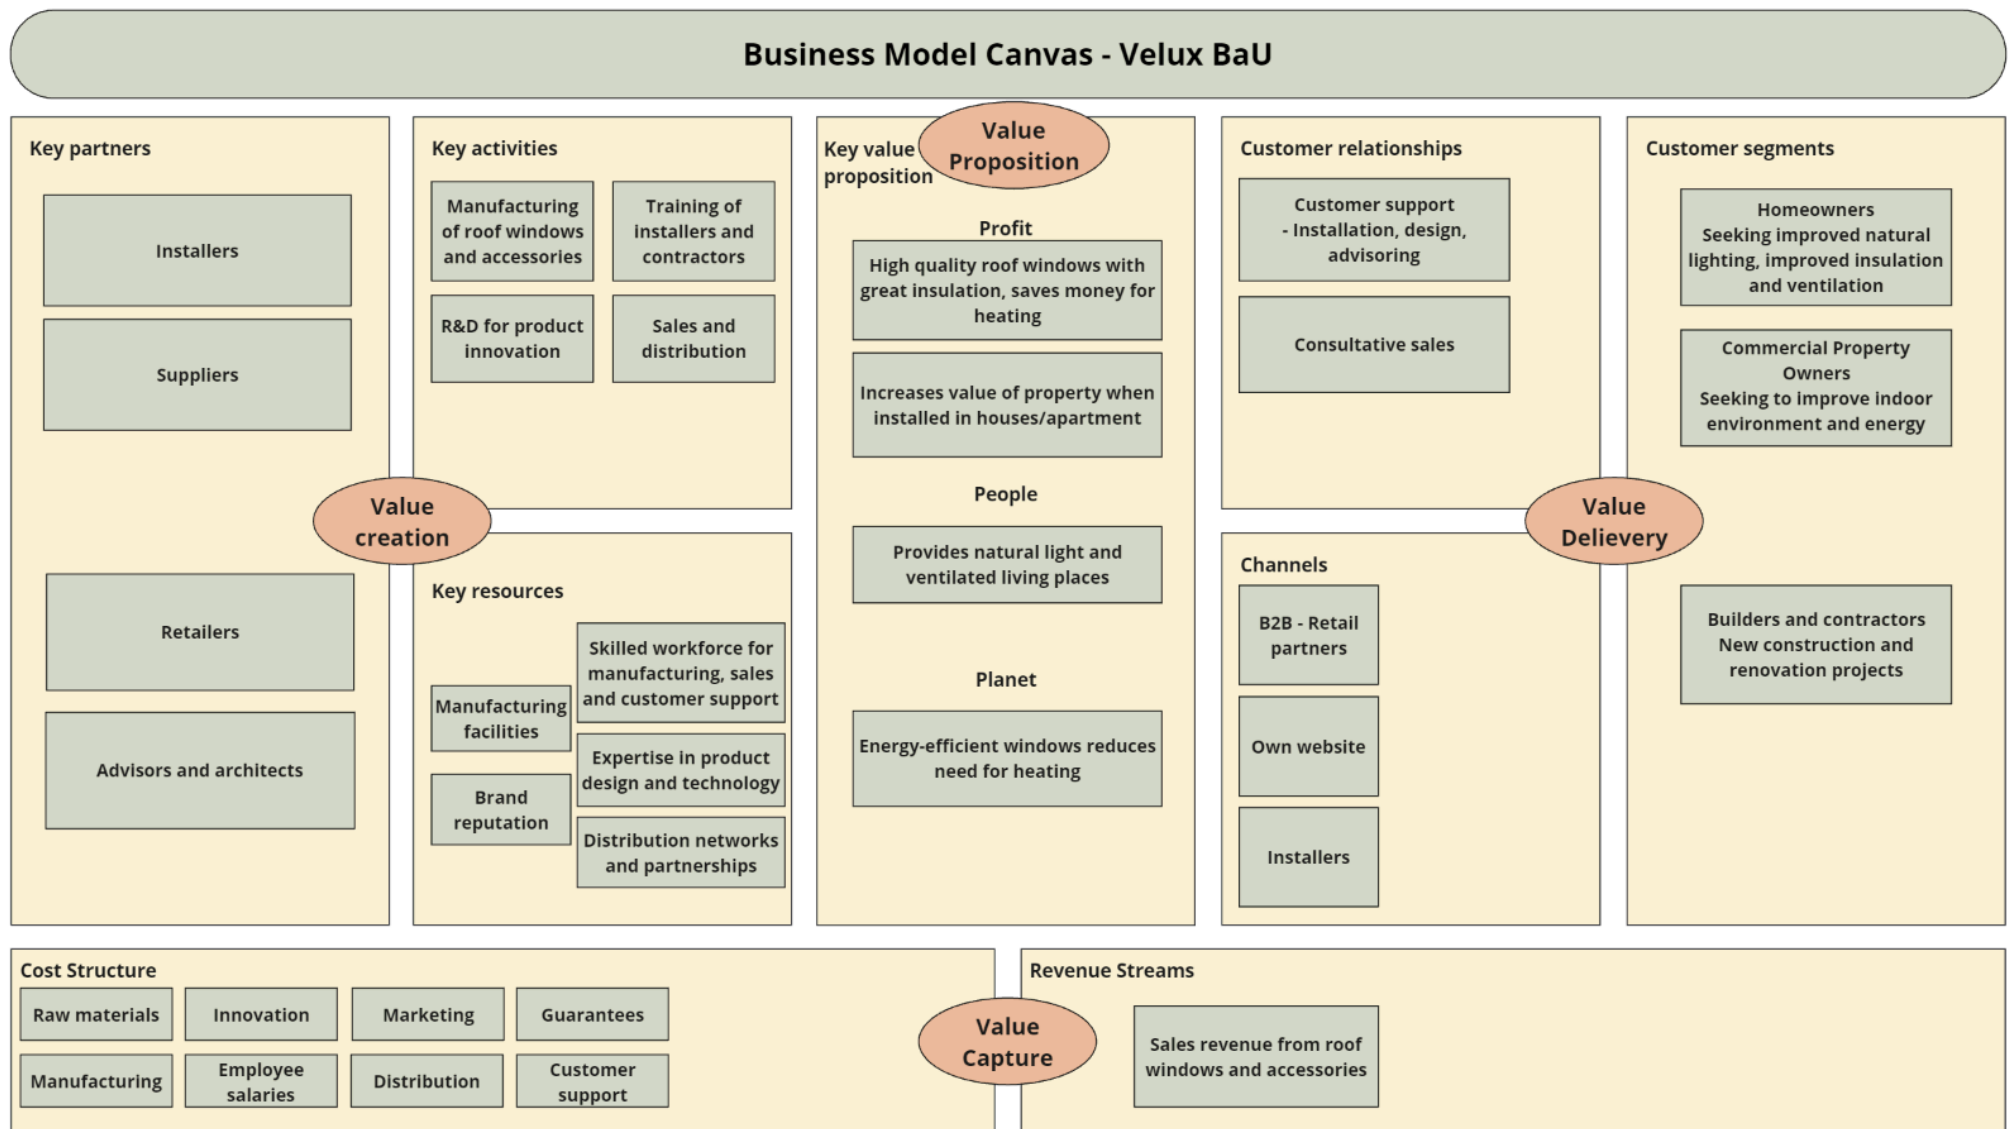 Business Model Canvas - Velux BaU
Key partners
Installers
Suppliers
Retailers
Advisors and architects
Value
creation
Key activities
Manufacturing
of roof windows
and accessories
Training of
installers and
contractors
R&D for product
innovation
Sales and
distribution
Key resources
Skilled workforce for
manufacturing, sales
and customer support
Manufacturing
facilities
Expertise in product
design and technology
Brand
reputation
Distribution networks
and partnerships
Key value
proposition
Value
Proposition
Profit
High quality roof windows with
great insulation, saves money for
heating
Increases value of property when
installed in houses/apartment
People
Provides natural light and
ventilated living places
Planet
Energy-efficient windows reduces
need for heating
Customer relationships
Customer support
- Installation, design,
advisoring
Consultative sales
Channels
B2B - Retail
partners
Own website
Installers
Value
Delievery
Customer segments
Homeowners
Seeking improved natural
lighting, improved insulation
and ventilation
Commercial Property
Owners
Seeking to improve indoor
environment and energy
Builders and contractors
New construction and
renovation projects
Cost Structure
Raw materials
Innovation
Marketing
Guarantees
Manufacturing
Employee
salaries
Distribution
Customer
support
Value
Capture
Revenue Streams
Sales revenue from roof
windows and accessories